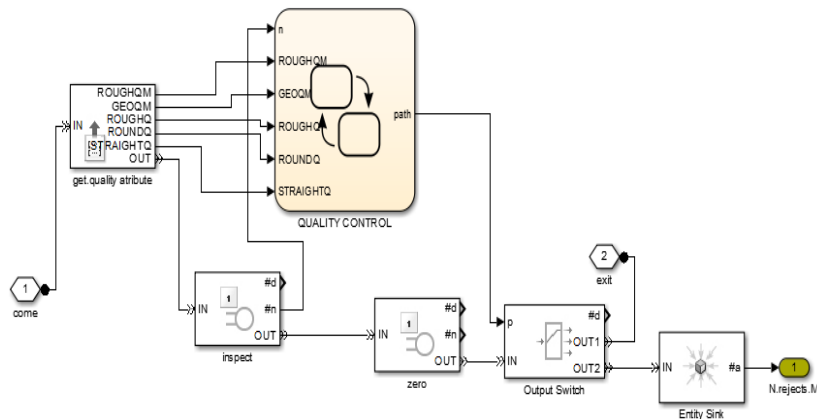 n
ROUGHQM
GEOQM
ROUGHQ
ROUNDQ
STRAIGHTQ
path
QUALITY CONTROL
ROUGHQM
GEOQM
ROUGHQ
ROUNDQ
STRAIGHTQ
OUT
IN
get.quality atribute
1
come
IN
1
#d
#n
OUT
inspect
IN
1
#d
#n
OUT
zero
2
exit
p
IN
#d
OUT1
OUT2
Output Switch
IN
#a
Entity Sink
1
N.rejects.M